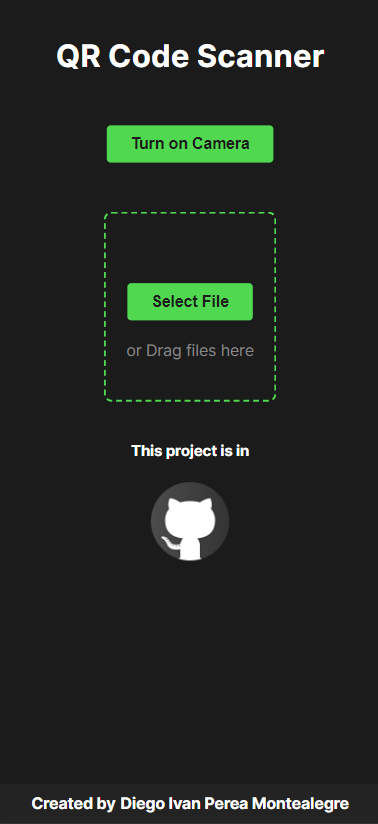 QR Code Scanner
Turn on Camera
Select File
or Drag files here
This project is in
Created by Diego Ivan Perea Montealegre